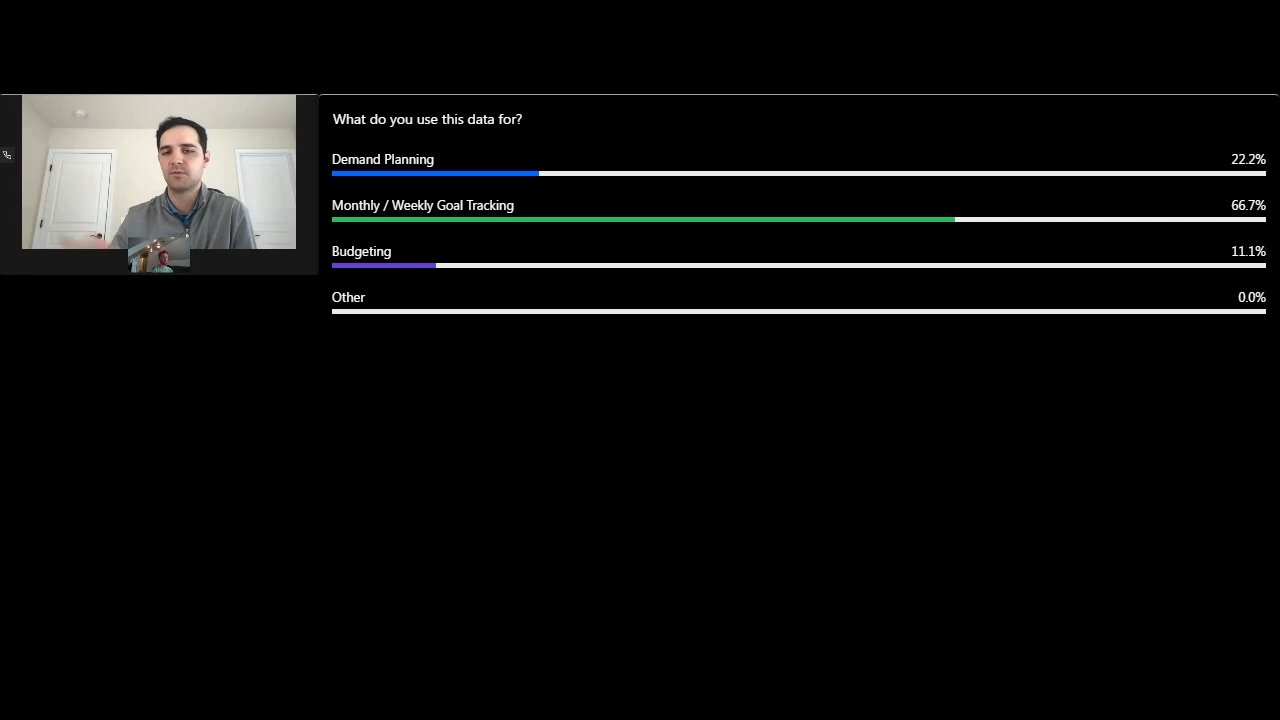 What do you use this data for?
Demand Planning 22.2%
Monthly / Weekly Goal Tracking 66.7%
Budgeting 11.1%
Other 0.0%